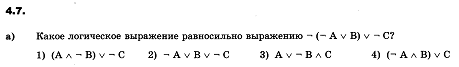 4.7.
а) Какое логическое выражение равносильно выражению ¬ (¬ A ∨ B) ∨ ¬ C?
1) (A ∧ ¬ B) ∨ ¬ C 2) ¬ A ∨ B ∨ ¬ C 3) A ∨ ¬ B ∧ C 4) (¬ A ∧ B) ∨ C